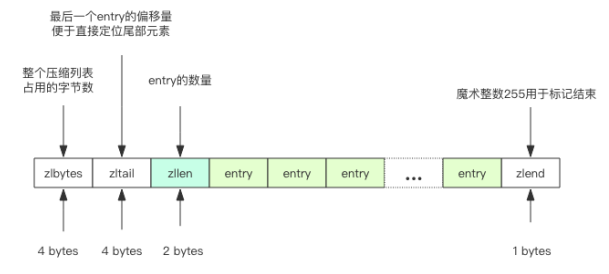 最后一个entry的偏移量
便于直接定位尾部元素
整个压缩列表
占用的字节数
entry的数量
魔术整数255用于标记结束
zlbytes zltail zllen entry entry entry ... entry zlend
4 bytes 4 bytes 2 bytes 1 bytes